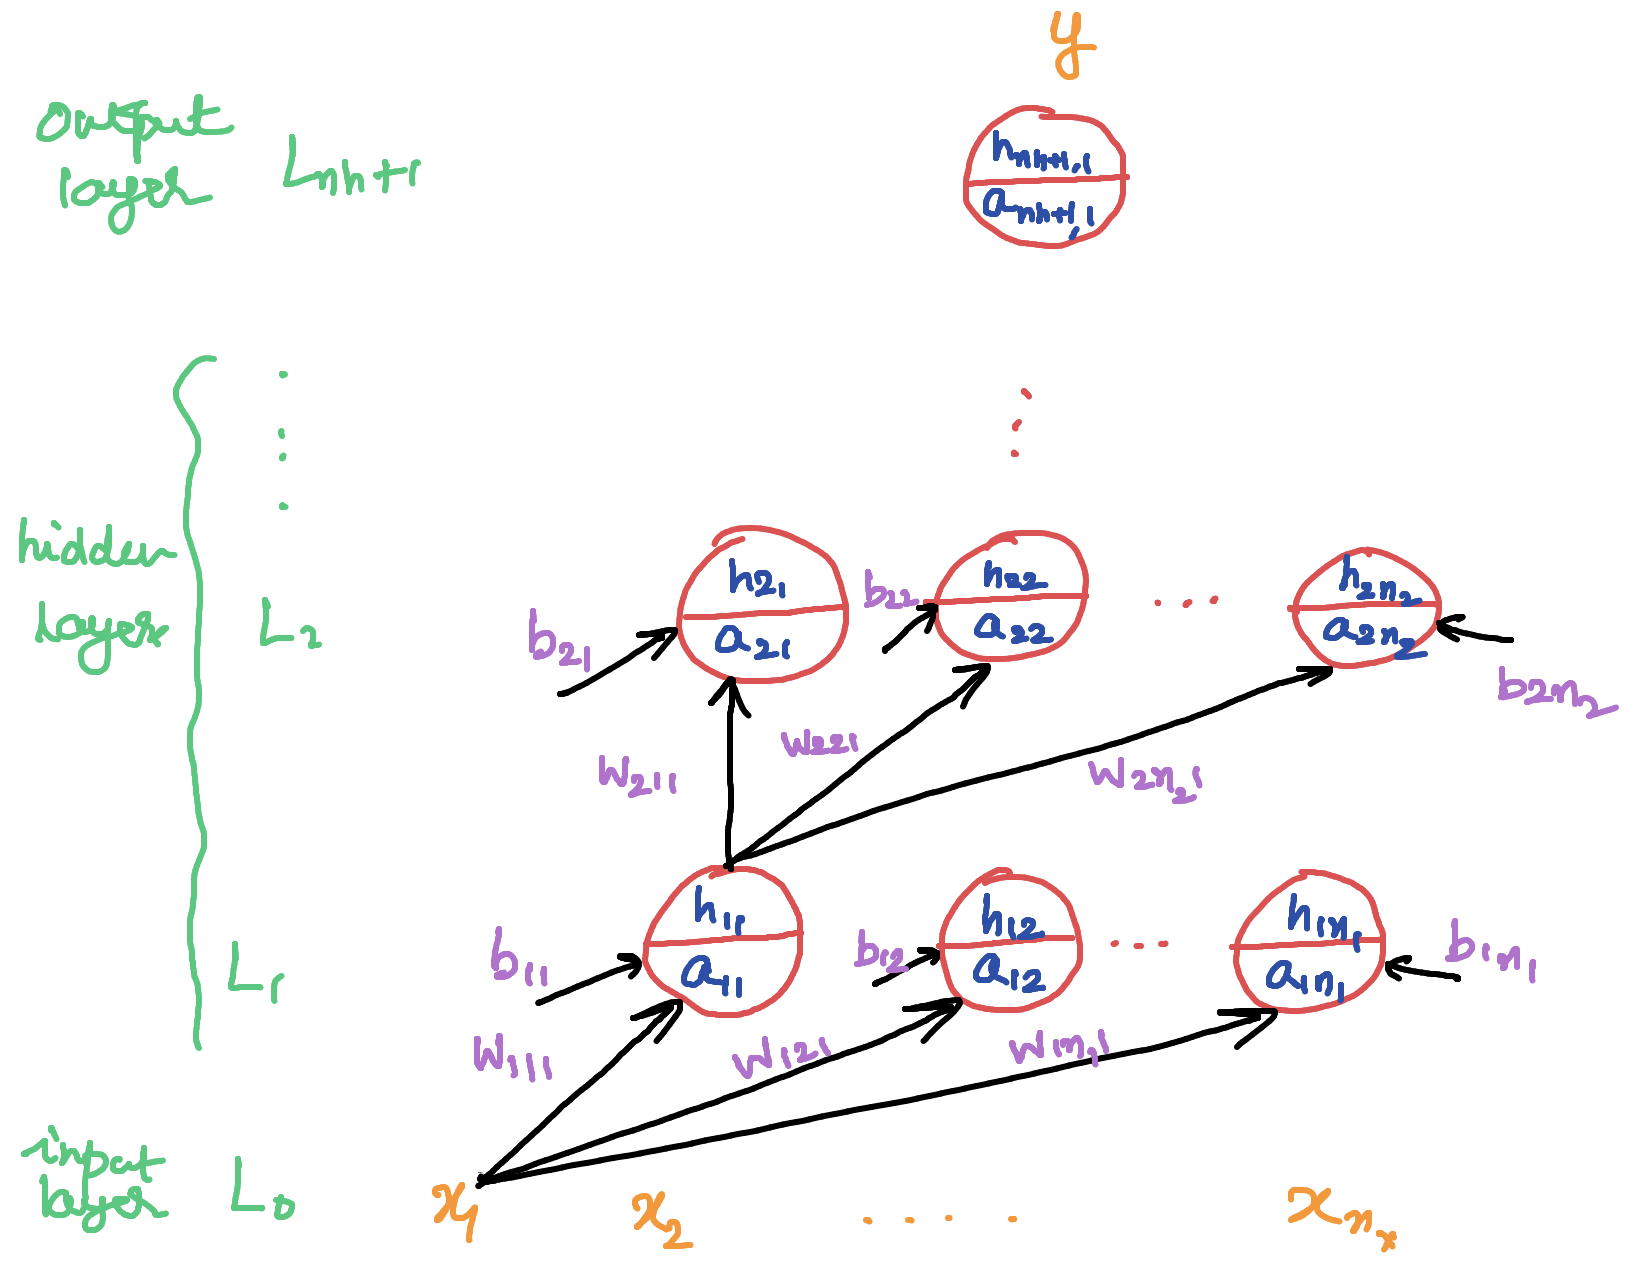 y
output
layer L_{nh+1}
h_{nh+1,1}
a_{nh+1,1}
hidden
layer
L_2
h_{21} h_{22} .... h_{2n_2}
a_{21} a_{22} a_{2n_2}
b_{21} b_{22} b_{2n_2}
W_{211} W_{221} W_{2n_21}
L_1
h_{11} h_{12} .... h_{1n_1}
a_{11} a_{12} a_{1n_1}
b_{11} b_{12} b_{1n_1}
W_{111} W_{121} W_{1n_11}
input
layer L_0
x_1 x_2 .... x_{n_x}